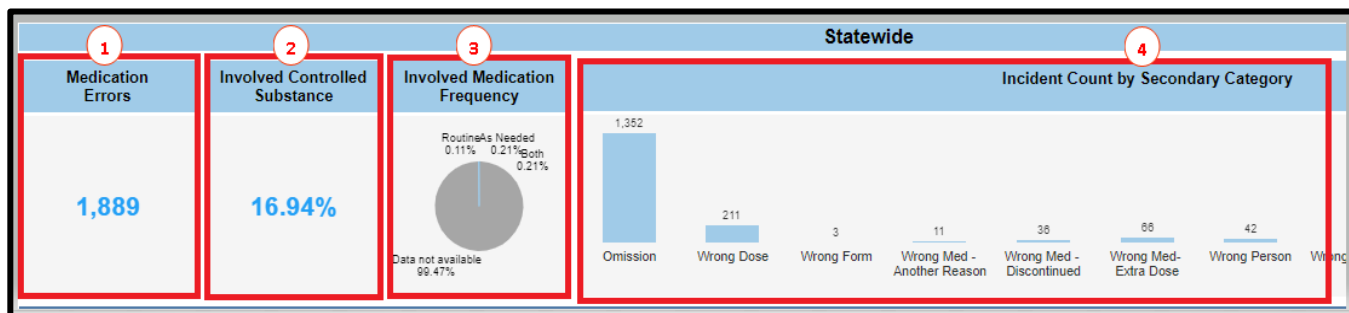 Statewide
1
2
3
4
Medication
Errors
Involved Controlled
Substance
Involved Medication
Frequency
Incident Count by Secondary Category
1,889
16.94%
Routine
0.11%
As Needed
0.21%
Both
0.21%
Data not available
99.47%
1,352
211
3
11
36
66
42
Omission
Wrong Dose
Wrong Form
Wrong Med -
Another Reason
Wrong Med -
Discontinued
Wrong Med-
Extra Dose
Wrong Person
Wrong